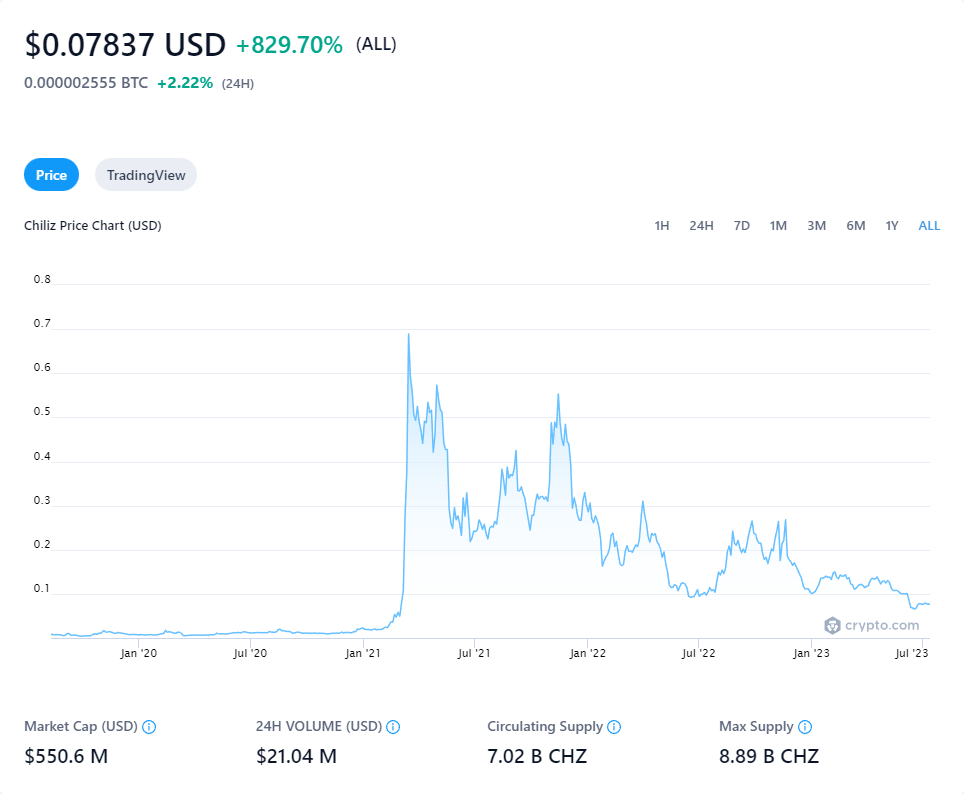 $0.07837 USD +829.70% (ALL)
0.000002555 BTC +2.22% (24H)
Price TradingView
Chiliz Price Chart (USD) 1H 24H 7D 1M 3M 6M 1Y ALL
0.8
0.7
0.6
0.5
0.4
0.3
0.2
0.1
crypto.com
Jan '20 Jul '20 Jan '21 Jul '21 Jan '22 Jul '22 Jan '23 Jul '23
Market Cap (USD) 24H VOLUME (USD) Circulating Supply Max Supply
$550.6 M $21.04 M 7.02 B CHZ 8.89 B CHZ